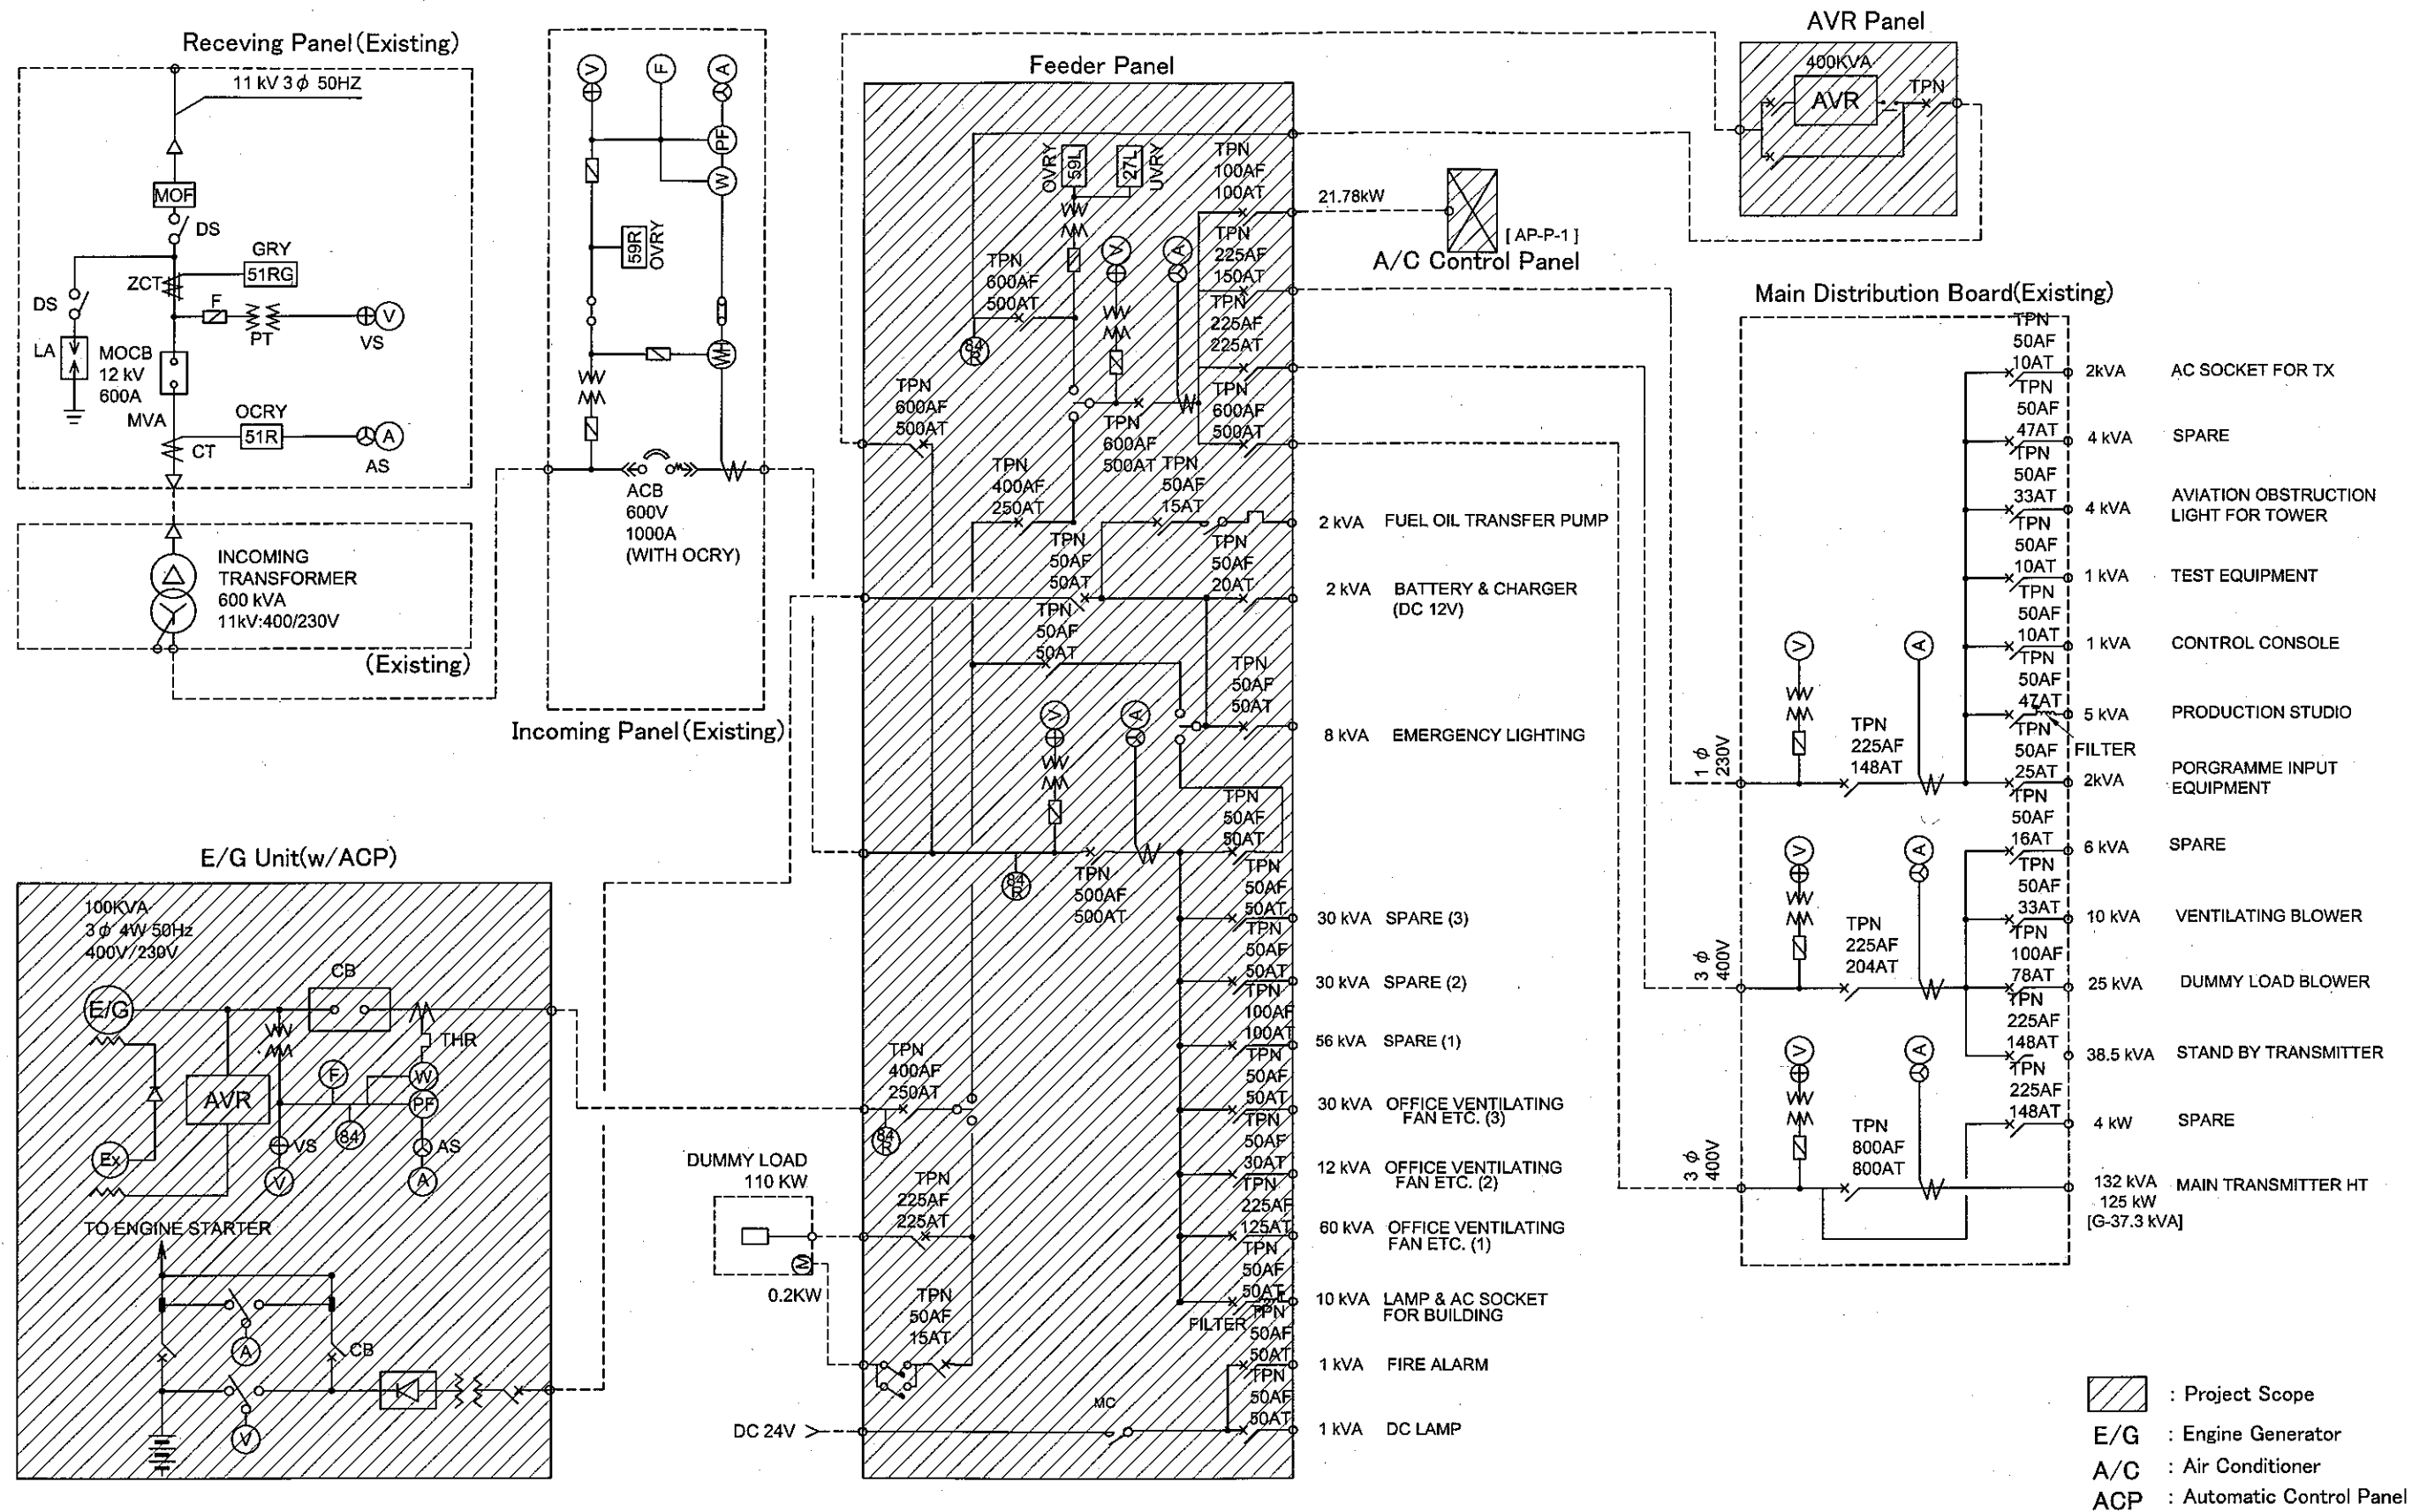 Receving Panel(Existing)
11 kV 3ϕ 50HZ
MOF
DS
GRY
51RG
ZCT
DS
F
PT
V
VS
LA
MOCB
12 kV
600A
MVA
OCRY
51R
CT
A
AS
INCOMING
TRANSFORMER
600 kVA
11kV:400/230V
(Existing)
V
F
A
PF
W
59R
OVRY
WH
ACB
600V
1000A
(WITH OCRY)
Incoming Panel(Existing)
E/G Unit(w/ACP)
100KVA
3ϕ 4W 50Hz
400V/230V
CB
E/G
THR
AVR
F
W
PF
84
VS
AS
Ex
V
A
TO ENGINE STARTER
A
CB
V
DUMMY LOAD
110 KW
M
0.2KW
DC 24V
Feeder Panel
OVRY
59L
27L
UVRY
TPN
100AF
100AT
TPN
225AF
150AT
TPN
225AF
225AT
TPN
600AF
500AT
TPN
600AF
500AT
V
A
84
R
TPN
600AF
500AT
TPN
600AF
500AT
TPN
400AF
250AT
TPN
50AF
15AT
2 kVA FUEL OIL TRANSFER PUMP
TPN
50AF
50AT
TPN
50AF
20AT
2 kVA BATTERY & CHARGER
(DC 12V)
TPN
50AF
50AT
TPN
50AF
50AT
8 kVA EMERGENCY LIGHTING
V
A
TPN
50AF
50AT
84
R
TPN
500AF
500AT
TPN
50AF
50AT
30 kVA SPARE (3)
TPN
50AF
50AT
30 kVA SPARE (2)
TPN
100AF
100AT
56 kVA SPARE (1)
TPN
400AF
250AT
84
R
TPN
50AF
50AT
30 kVA OFFICE VENTILATING
FAN ETC. (3)
TPN
50AF
30AT
12 kVA OFFICE VENTILATING
FAN ETC. (2)
TPN
225AF
225AT
TPN
225AF
125AT
60 kVA OFFICE VENTILATING
FAN ETC. (1)
TPN
50AF
15AT
TPN
50AF
50AT
10 kVA LAMP & AC SOCKET
FOR BUILDING
FILTER
TPN
50AF
50AT
1 kVA FIRE ALARM
MC
TPN
50AF
50AT
1 kVA DC LAMP
21.78kW
[ AP-P-1 ]
A/C Control Panel
AVR Panel
400KVA
AVR
TPN
Main Distribution Board(Existing)
TPN
50AF
10AT
2kVA AC SOCKET FOR TX
TPN
50AF
47AT
4 kVA SPARE
TPN
50AF
33AT
4 kVA AVIATION OBSTRUCTION
LIGHT FOR TOWER
TPN
50AF
10AT
1 kVA TEST EQUIPMENT
TPN
50AF
10AT
1 kVA CONTROL CONSOLE
TPN
50AF
47AT
5 kVA PRODUCTION STUDIO
FILTER
TPN
50AF
25AT
2kVA PORGRAMME INPUT
EQUIPMENT
V
A
1 ϕ
230V
TPN
225AF
148AT
TPN
50AF
16AT
6 kVA SPARE
TPN
50AF
33AT
10 kVA VENTILATING BLOWER
V
A
3 ϕ
400V
TPN
225AF
204AT
TPN
100AF
78AT
25 kVA DUMMY LOAD BLOWER
TPN
225AF
148AT
38.5 kVA STAND BY TRANSMITTER
TPN
225AF
148AT
4 kW SPARE
V
A
3 ϕ
400V
TPN
800AF
800AT
132 kVA MAIN TRANSMITTER HT
125 kW
[G-37.3 kVA]
: Project Scope
E/G : Engine Generator
A/C : Air Conditioner
ACP : Automatic Control Panel